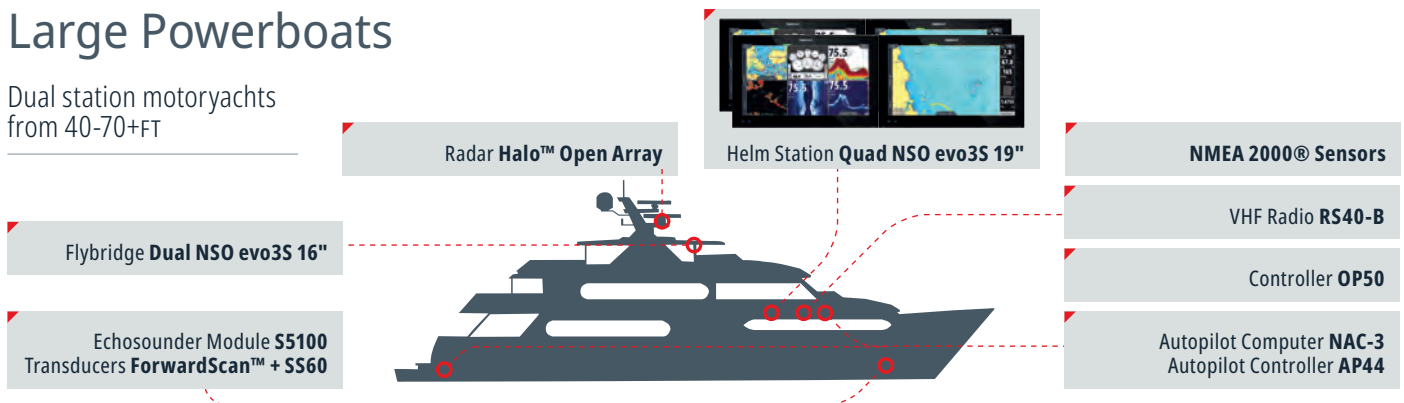 Large Powerboats
Dual station motoryachts
from 40-70+FT
Radar Halo™ Open Array
Helm Station Quad NSO evo3S 19"
NMEA 2000® Sensors
VHF Radio RS40-B
Flybridge Dual NSO evo3S 16"
Controller OP50
Echosounder Module S5100
Transducers ForwardScan™ + SS60
Autopilot Computer NAC-3
Autopilot Controller AP44
75.5
75.5
75.5